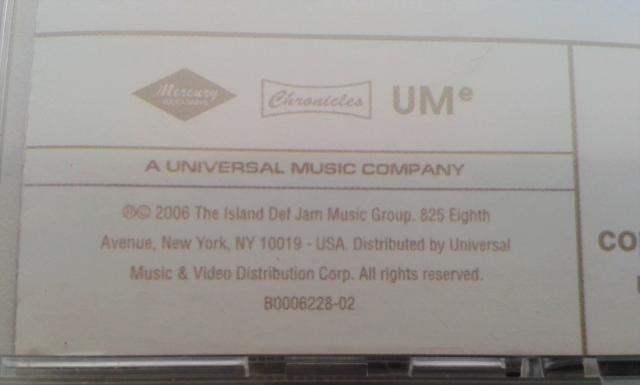 Mercury
Chronicles
UMe
A UNIVERSAL MUSIC COMPANY
℗© 2006 The Island Def Jam Music Group. 825 Eighth
Avenue, New York, NY 10019 - USA. Distributed by Universal
Music & Video Distribution Corp. All rights reserved.
B0006228-02